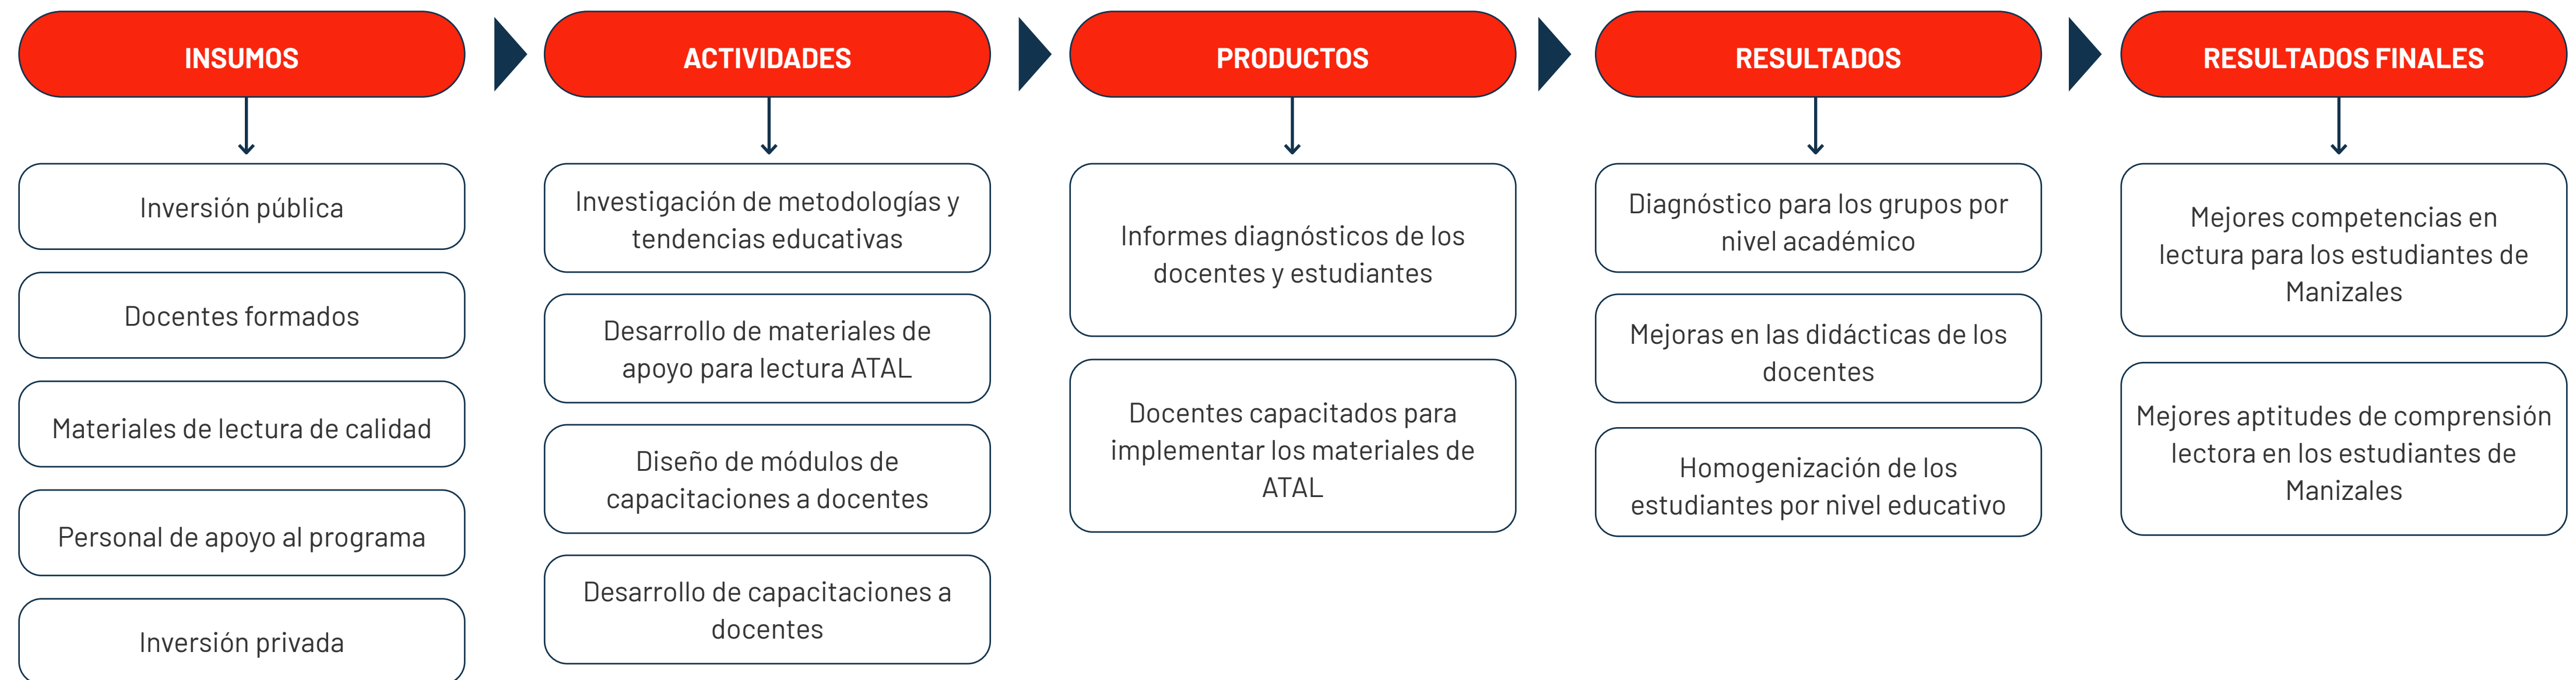 INSUMOS
Inversión pública
Docentes formados
Materiales de lectura de calidad
Personal de apoyo al programa
Inversión privada
ACTIVIDADES
Investigación de metodologías y
tendencias educativas
Desarrollo de materiales de
apoyo para lectura ATAL
Diseño de módulos de
capacitaciones a docentes
Desarrollo de capacitaciones a
docentes
PRODUCTOS
Informes diagnósticos de los
docentes y estudiantes
Docentes capacitados para
implementar los materiales de
ATAL
RESULTADOS
Diagnóstico para los grupos por
nivel académico
Mejoras en las didácticas de los
docentes
Homogenización de los
estudiantes por nivel educativo
RESULTADOS FINALES
Mejores competencias en
lectura para los estudiantes de
Manizales
Mejores aptitudes de comprensión
lectora en los estudiantes de
Manizales